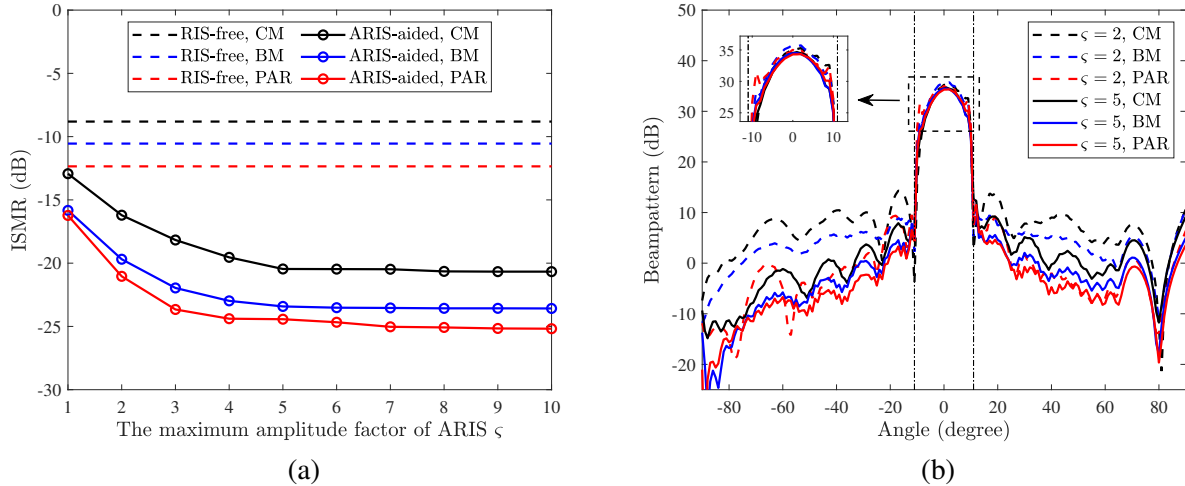 0
-5
-10
-15
-20
-25
-30
ISMR (dB)
RIS-free, CM
RIS-free, BM
RIS-free, PAR
ARIS-aided, CM
ARIS-aided, BM
ARIS-aided, PAR
1 2 3 4 5 6 7 8 9 10
The maximum amplitude factor of ARIS ς
(a)
50
40
30
20
10
0
-10
-20
Beampattern (dB)
35
30
25
-10 0 10
ς = 2, CM
ς = 2, BM
ς = 2, PAR
ς = 5, CM
ς = 5, BM
ς = 5, PAR
-80 -60 -40 -20 0 20 40 60 80
Angle (degree)
(b)